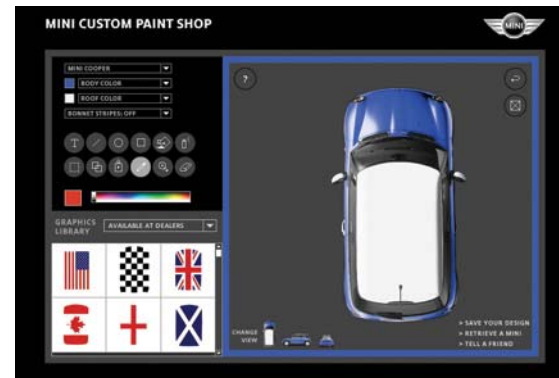 MINI CUSTOM PAINT SHOP
MINI
MINI COOPER
BODY COLOR
ROOF COLOR
BONNET STRIPES: OFF
T
GRAPHICS LIBRARY
AVAILABLE AT DEALERS
?
CHANGE VIEW
> SAVE YOUR DESIGN
> RETRIEVE A MINI
> TELL A FRIEND